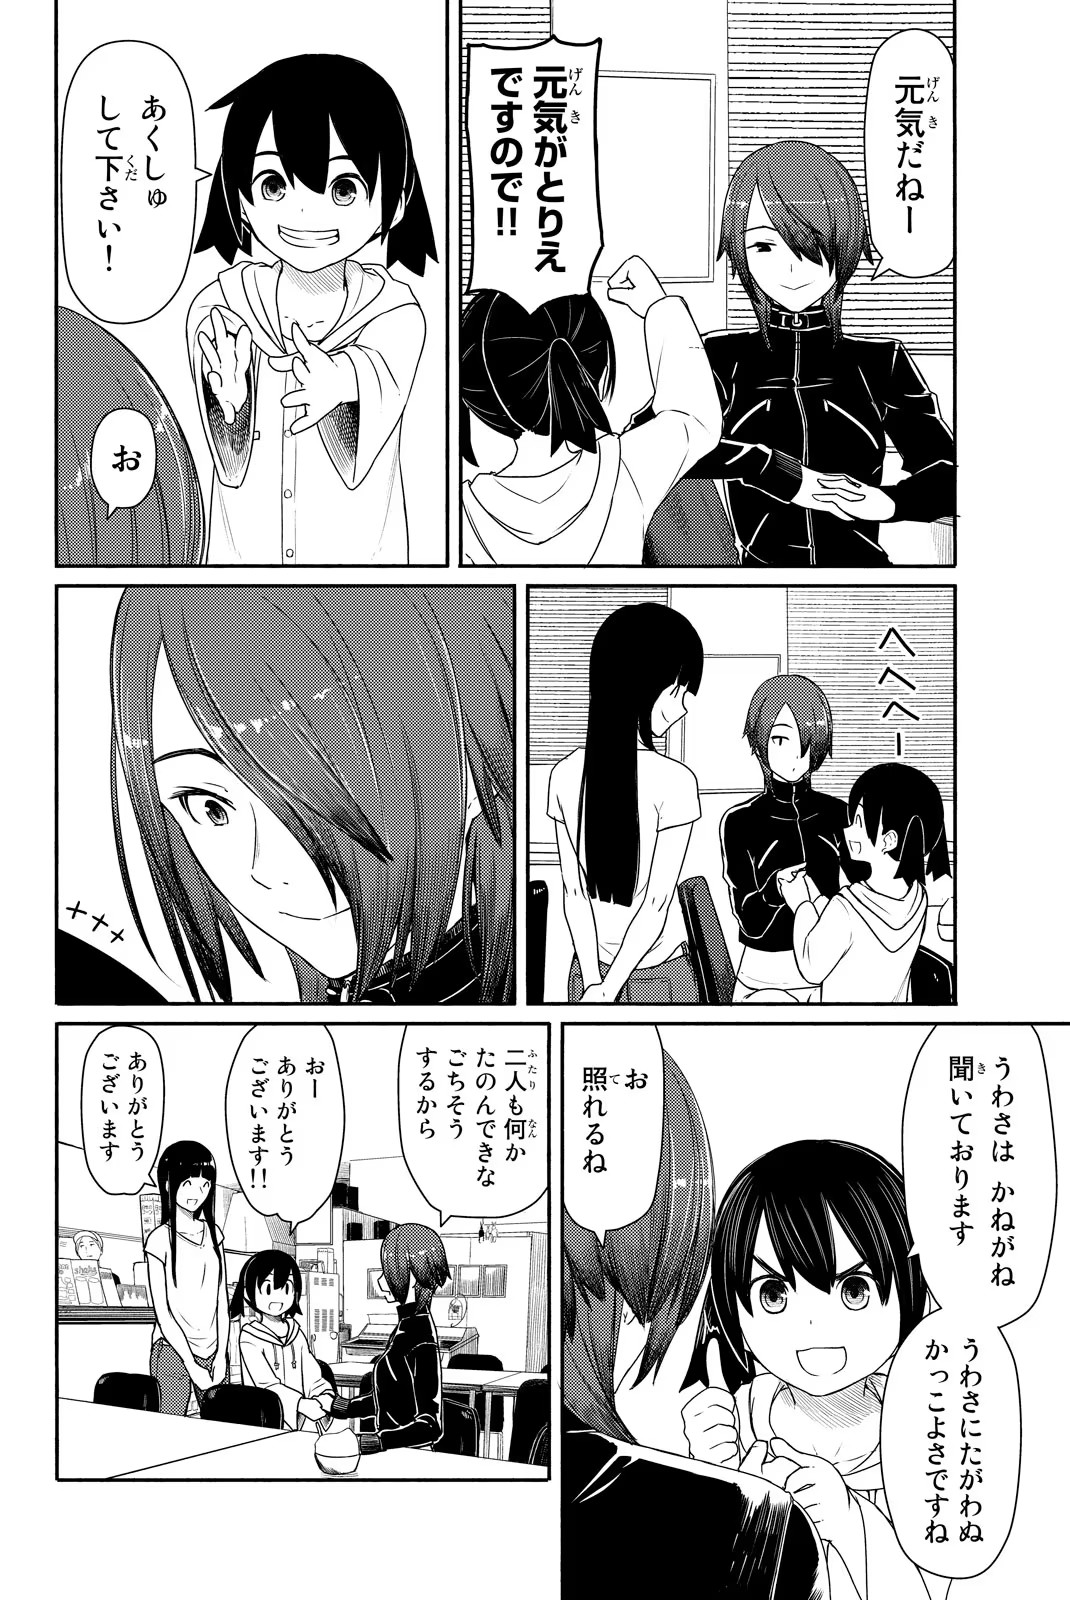 元気だねー
元気がとりえ
ですので!!
あくしゅ
して下さい！
お
へへへー
うわさは かねがね
聞いております
うわさにたがわぬ
かっこよさですね
お
照れるね
二人も何か
たのんできな
ごちそう
するから
おー
ありがとう
ございます!!
ありがとう
ございます